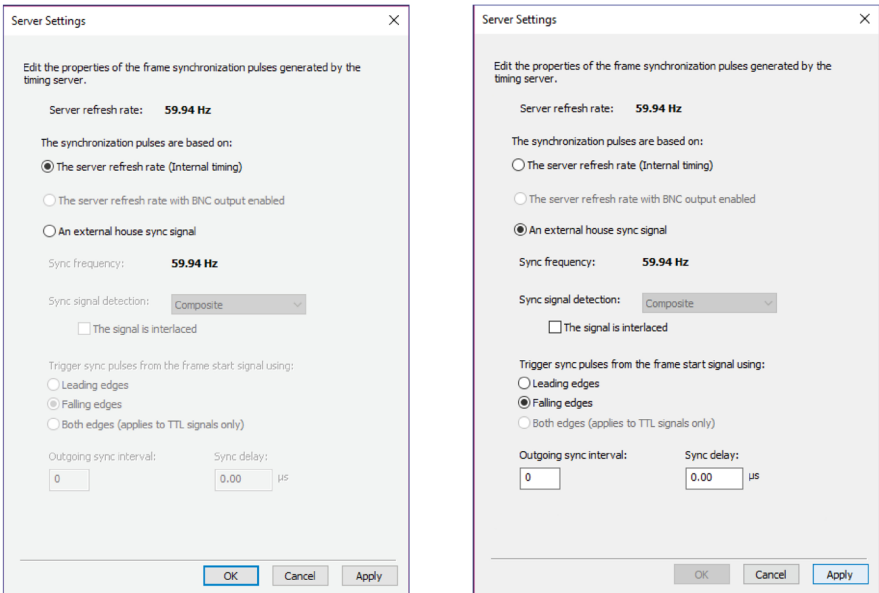 Server Settings
Edit the properties of the frame synchronization pulses generated by the
timing server.
Server refresh rate: 59.94 Hz
The synchronization pulses are based on:
The server refresh rate (Internal timing)
The server refresh rate with BNC output enabled
An external house sync signal
Sync frequency: 59.94 Hz
Sync signal detection: Composite
The signal is interlaced
Trigger sync pulses from the frame start signal using:
Leading edges
Falling edges
Both edges (applies to TTL signals only)
Outgoing sync interval: Sync delay:
0 0.00 µs
OK Cancel Apply
Server Settings
Edit the properties of the frame synchronization pulses generated by the
timing server.
Server refresh rate: 59.94 Hz
The synchronization pulses are based on:
The server refresh rate (Internal timing)
The server refresh rate with BNC output enabled
An external house sync signal
Sync frequency: 59.94 Hz
Sync signal detection: Composite
The signal is interlaced
Trigger sync pulses from the frame start signal using:
Leading edges
Falling edges
Both edges (applies to TTL signals only)
Outgoing sync interval: Sync delay:
0 0.00 µs
OK Cancel Apply